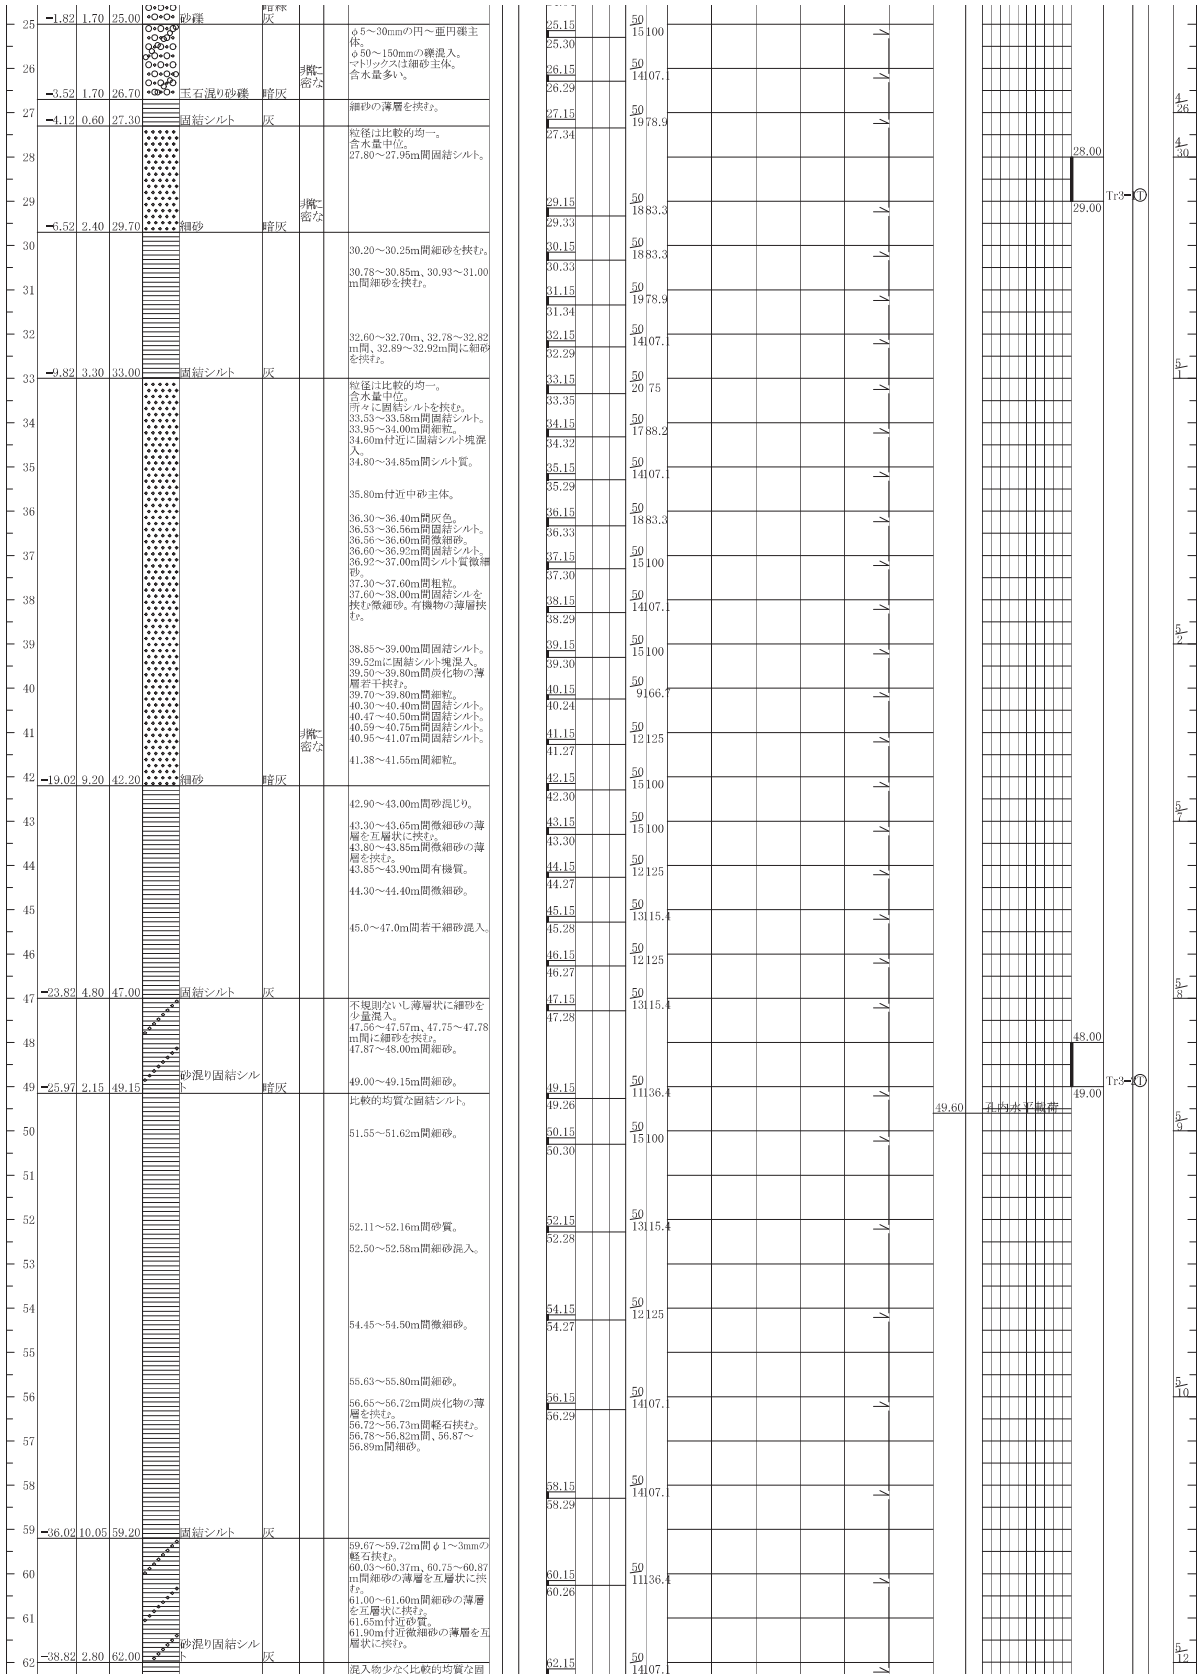 -1.82 1.70 25.00 砂礫 灰
φ5～30mmの円～亜円礫主
体。
φ50～150mmの礫混入。
マトリックスは細砂主体。
含水量多い。
非常に
密な
-3.52 1.70 26.70 玉石混り砂礫 暗灰
細砂の薄層を挟む。
-4.12 0.60 27.30 固結シルト 灰
粒径は比較的均一。
含水量中位。
27.80～27.95m間固結シルト。
非常に
密な
-6.52 2.40 29.70 細砂 暗灰
30.20～30.25m間細砂を挟む。
30.78～30.85m、30.93～31.00
m間細砂を挟む。
32.60～32.70m、32.78～32.82
m間、32.89～32.92m間に細砂
を挟む。
-9.82 3.30 33.00 固結シルト 灰
粒径は比較的均一。
含水量中位。
所々に固結シルトを挟む。
33.53～33.58m間固結シルト。
33.95～34.00m間細粒。
34.60m付近に固結シルト塊混
入。
34.80～34.85m間シルト質。
35.80m付近中砂主体。
36.30～36.40m間灰色。
36.53～36.56m間固結シルト。
36.56～36.60m間微細砂。
36.60～36.92m間固結シルト。
36.92～37.00m間シルト質微細
砂。
37.30～37.60m間粗粒。
37.60～38.00m間固結シルを
挟む微細砂。有機物の薄層挟
む。
38.85～39.00m間固結シルト。
39.52mに固結シルト塊混入。
39.50～39.80m間炭化物の薄
層若干挟む。
39.70～39.80m間細粒。
40.30～40.40m間固結シルト。
40.47～40.50m間固結シルト。
40.59～40.75m間固結シルト。
40.95～41.07m間固結シルト。
41.38～41.55m間細粒。
非常に
密な
-19.02 9.20 42.20 細砂 暗灰
42.90～43.00m間砂混じり。
43.30～43.65m間微細砂の薄
層を互層状に挟む。
43.80～43.85m間微細砂の薄
層を挟む。
43.85～43.90m間有機質。
44.30～44.40m間微細砂。
45.0～47.0m間若干細砂混入。
-23.82 4.80 47.00 固結シルト 灰
不規則ないし薄層状に細砂を
少量混入。
47.56～47.57m、47.75～47.78
m間に細砂を挟む。
47.87～48.00m間細砂。
49.00～49.15m間細砂。
砂混り固結シル
ト
-25.97 2.15 49.15 暗灰
比較的均質な固結シルト。
51.55～51.62m間細砂。
52.11～52.16m間砂質。
52.50～52.58m間細砂混入。
54.45～54.50m間微細砂。
55.63～55.80m間細砂。
56.65～56.72m間炭化物の薄
層を挟む。
56.72～56.73m間軽石挟む。
56.78～56.82m間、56.87～
56.89m間細砂。
-36.02 10.05 59.20 固結シルト 灰
59.67～59.72m間φ1～3mmの
軽石挟む。
60.03～60.37m、60.75～60.87
m間細砂の薄層を互層状に挟
む。
61.00～61.60m間細砂の薄層
を互層状に挟む。
61.65m付近砂質。
61.90m付近微細砂の薄層を互
層状に挟む。
砂混り固結シル
ト
-38.82 2.80 62.00 灰
混入物少なく比較的均質な固
25
26
27
28
29
30
31
32
33
34
35
36
37
38
39
40
41
42
43
44
45
46
47
48
49
50
51
52
53
54
55
56
57
58
59
60
61
62
25.15 50
25.30 15 100
26.15 50
26.29 14 107.1
27.15 50
27.34 19 78.9
29.15 50
29.33 18 83.3
30.15 50
30.33 18 83.3
31.15 50
31.34 19 78.9
32.15 50
32.29 14 107.1
33.15 50
33.35 20 75
34.15 50
34.32 17 88.2
35.15 50
35.29 14 107.1
36.15 50
36.33 18 83.3
37.15 50
37.30 15 100
38.15 50
38.29 14 107.1
39.15 50
39.30 15 100
40.15 50
40.24 9 166.7
41.15 50
41.27 12 125
42.15 50
42.30 15 100
43.15 50
43.30 15 100
44.15 50
44.27 12 125
45.15 50
45.28 13 115.4
46.15 50
46.27 12 125
47.15 50
47.28 13 115.4
49.15 50
49.26 11 136.4
50.15 50
50.30 15 100
52.15 50
52.28 13 115.4
54.15 50
54.27 12 125
56.15 50
56.29 14 107.1
58.15 50
58.29 14 107.1
60.15 50
60.26 11 136.4
62.15 50
14 107.1
28.00
29.00
48.00
49.00
49.60 孔内水平載荷
4/26
4/30
5/1
5/2
5/7
5/8
5/9
5/10
5/12